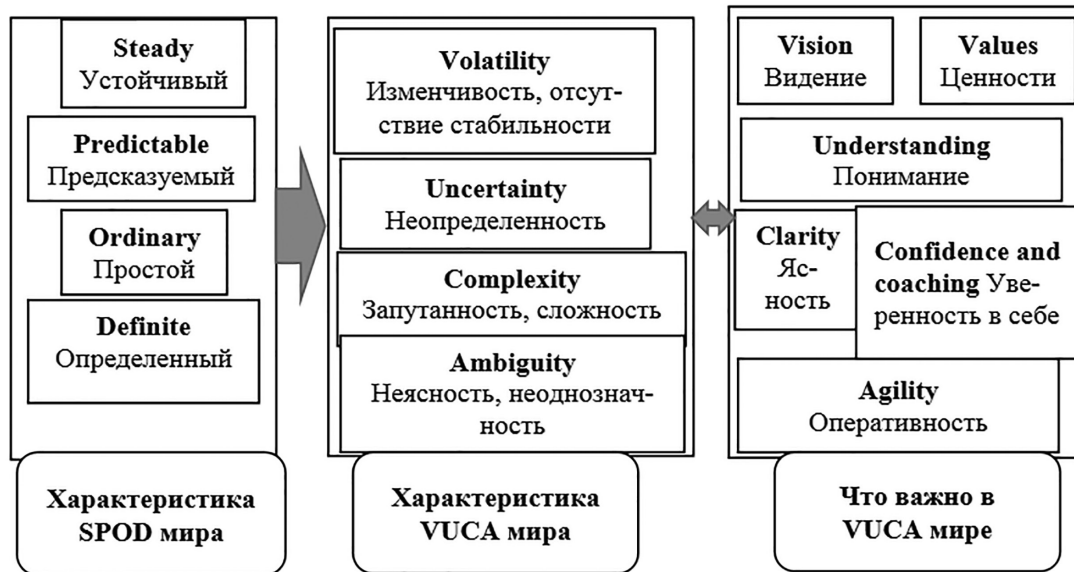 Steady
Устойчивый
Predictable
Предсказуемый
Ordinary
Простой
Definite
Определенный
Характеристика
SPOD мира
Volatility
Изменчивость, отсут-
ствие стабильности
Uncertainty
Неопределенность
Complexity
Запутанность, сложность
Ambiguity
Неясность, неоднознач-
ность
Характеристика
VUCA мира
Vision
Видение
Values
Ценности
Understanding
Понимание
Clarity
Яс-
ность
Confidence and
coaching Уве-
ренность в себе
Agility
Оперативность
Что важно в
VUCA мире